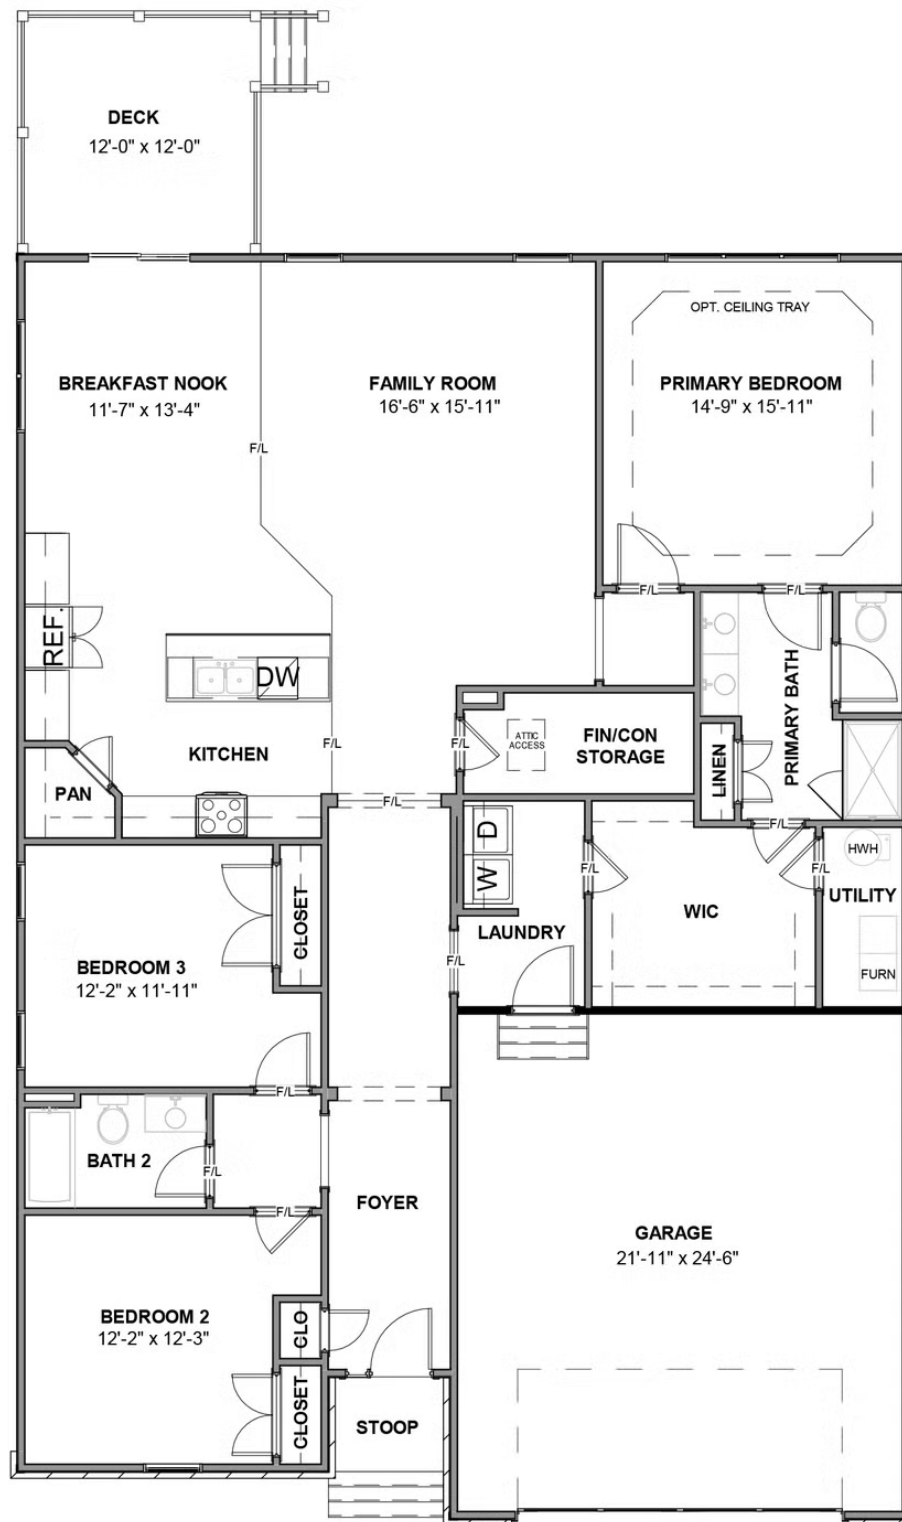 DECK
12'-0" x 12'-0"
OPT. CEILING TRAY
BREAKFAST NOOK
11'-7" x 13'-4"
FAMILY ROOM
16'-6" x 15'-11"
PRIMARY BEDROOM
14'-9" x 15'-11"
F/L
F/L
F/L
REF.
DW
PRIMARY BATH
KITCHEN
F/L
F/L
ATTIC
ACCESS
FIN/CON
STORAGE
LINEN
PAN
F/L
F/L
D
W
F/L
F/L
HWH
UTILITY
WIC
CLOSET
LAUNDRY
F/L
BEDROOM 3
12'-2" x 11'-11"
FURN
F/L
BATH 2
F/L
FOYER
F/L
GARAGE
21'-11" x 24'-6"
BEDROOM 2
12'-2" x 12'-3"
CLO
CLOSET
STOOP